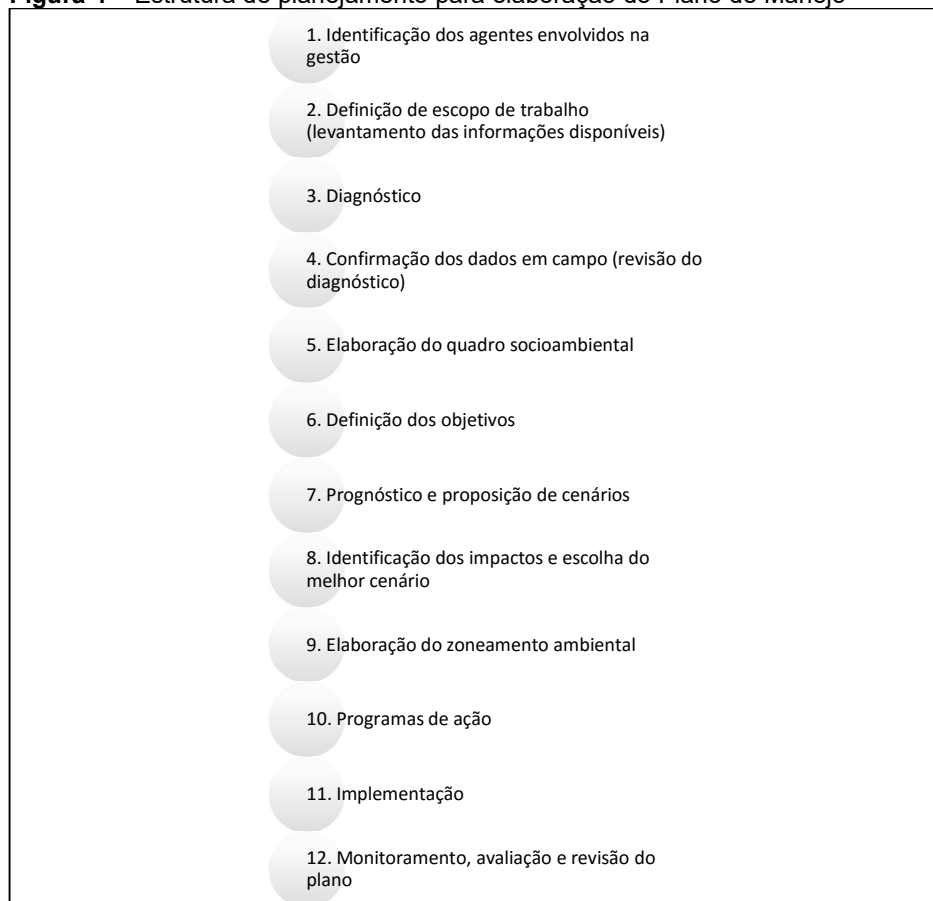 Figura 1 – Estrutura do planejamento para elaboração do Plano de Manejo
1. Identificação dos agentes envolvidos na
gestão
2. Definição de escopo de trabalho
(levantamento das informações disponíveis)
3. Diagnóstico
4. Confirmação dos dados em campo (revisão do
diagnóstico)
5. Elaboração do quadro socioambiental
6. Definição dos objetivos
7. Prognóstico e proposição de cenários
8. Identificação dos impactos e escolha do
melhor cenário
9. Elaboração do zoneamento ambiental
10. Programas de ação
11. Implementação
12. Monitoramento, avaliação e revisão do
plano